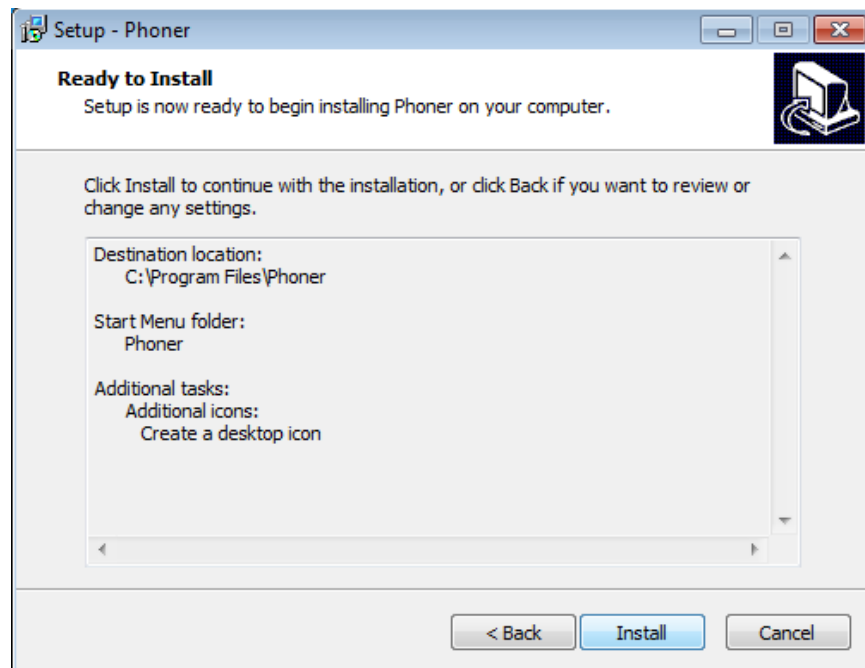 Setup - Phoner
Ready to Install
Setup is now ready to begin installing Phoner on your computer.
Click Install to continue with the installation, or click Back if you want to review or
change any settings.
Destination location:
C:\Program Files\Phoner
Start Menu folder:
Phoner
Additional tasks:
Additional icons:
Create a desktop icon
< Back
Install
Cancel